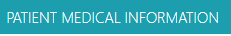 PATIENT MEDICAL INFORMATION